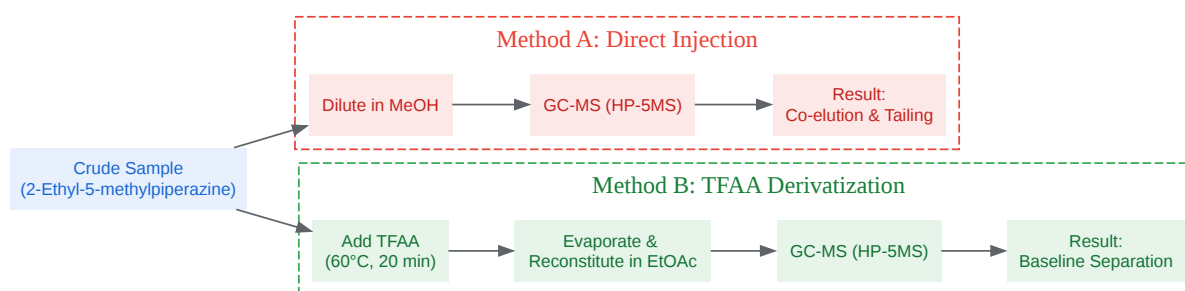 Method A: Direct Injection
Dilute in MeOH
GC-MS (HP-5MS)
Result:
Co-elution & Tailing
Crude Sample
(2-Ethyl-5-methylpiperazine)
Method B: TFAA Derivatization
Add TFAA
(60°C, 20 min)
Evaporate &
Reconstitute in EtOAc
GC-MS (HP-5MS)
Result:
Baseline Separation